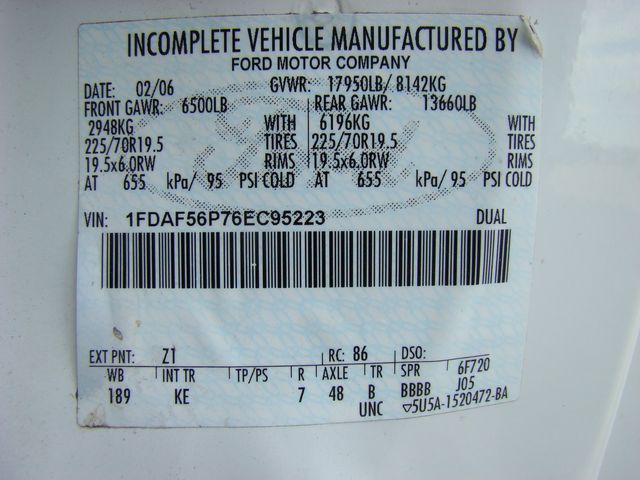 INCOMPLETE VEHICLE MANUFACTURED BY
FORD MOTOR COMPANY
DATE: 02/06 GVWR: 17950LB/ 8142KG
FRONT GAWR: 6500LB REAR GAWR: 13660LB
2948KG WITH 6196KG WITH
225/70R19.5 TIRES 225/70R19.5 TIRES
19.5x6.0RW RIMS 19.5x6.0RW RIMS
AT 655 kPa/ 95 PSI COLD AT 655 kPa/ 95 PSI COLD
VIN: 1FDAF56P76EC95223 DUAL
EXT PNT: Z1 RC: 86 DSO:
WB INT TR TP/PS R AXLE TR SPR 6F720
189 KE 7 48 B BBBB J05
UNC ▽5U5A-1520472-BA